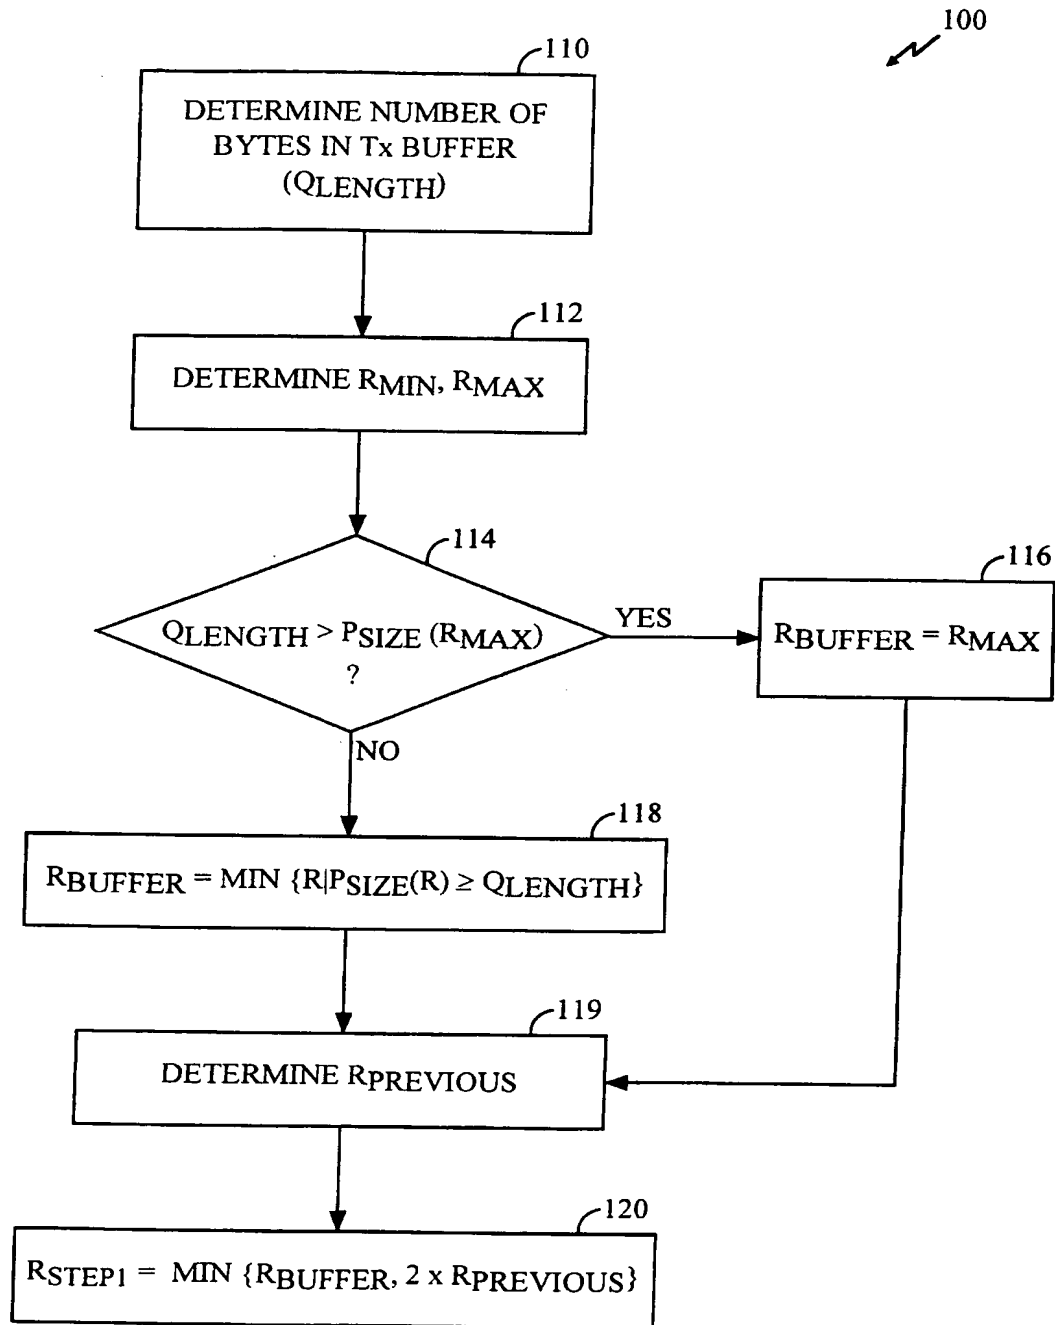 100
110
DETERMINE NUMBER OF
BYTES IN Tx BUFFER
(QLENGTH)
112
DETERMINE RMIN, RMAX
114
QLENGTH > PSIZE (RMAX)
?
YES
116
RBUFFER = RMAX
NO
118
RBUFFER = MIN {R|PSIZE(R) ≥ QLENGTH}
119
DETERMINE RPREVIOUS
120
RSTEP1 = MIN {RBUFFER, 2 x RPREVIOUS}